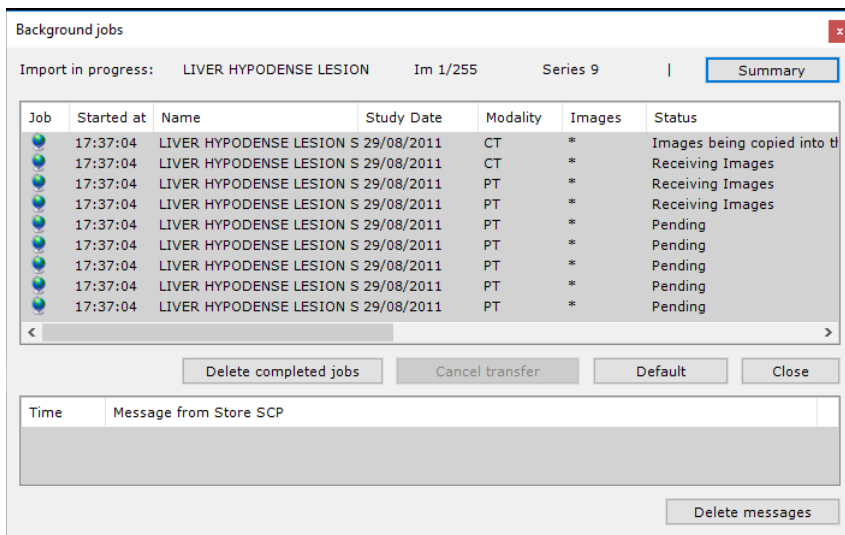 Background jobs
x
Import in progress: LIVER HYPODENSE LESION Im 1/255 Series 9 | Summary
Job Started at Name Study Date Modality Images Status
17:37:04 LIVER HYPODENSE LESION S 29/08/2011 CT * Images being copied into th
17:37:04 LIVER HYPODENSE LESION S 29/08/2011 CT * Receiving Images
17:37:04 LIVER HYPODENSE LESION S 29/08/2011 PT * Receiving Images
17:37:04 LIVER HYPODENSE LESION S 29/08/2011 PT * Receiving Images
17:37:04 LIVER HYPODENSE LESION S 29/08/2011 PT * Pending
17:37:04 LIVER HYPODENSE LESION S 29/08/2011 PT * Pending
17:37:04 LIVER HYPODENSE LESION S 29/08/2011 PT * Pending
17:37:04 LIVER HYPODENSE LESION S 29/08/2011 PT * Pending
17:37:04 LIVER HYPODENSE LESION S 29/08/2011 PT * Pending
Delete completed jobs Cancel transfer Default Close
Time Message from Store SCP
Delete messages